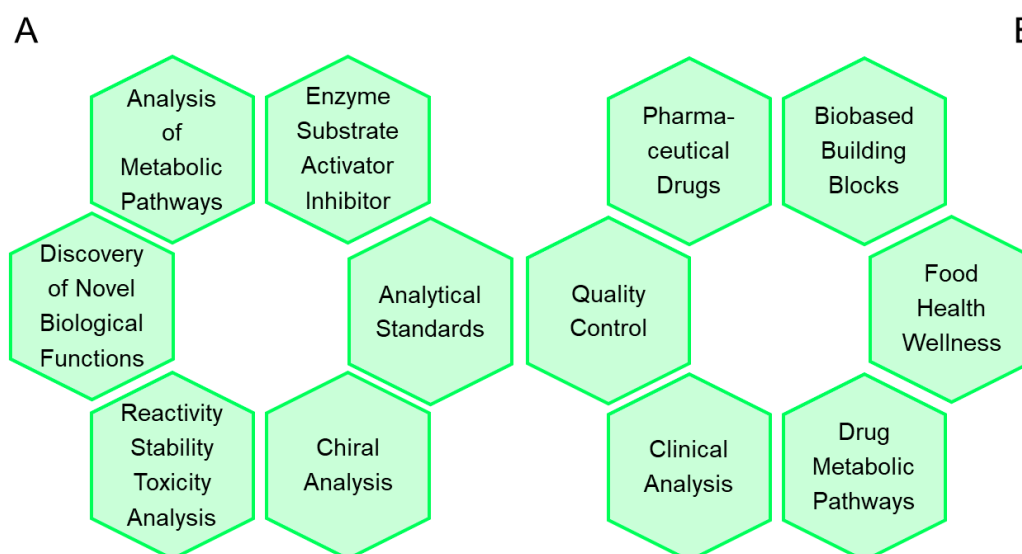 A
Analysis
of
Metabolic
Pathways
Enzyme
Substrate
Activator
Inhibitor
Discovery
of Novel
Biological
Functions
Analytical
Standards
Reactivity
Stability
Toxicity
Analysis
Chiral
Analysis
Pharma-
ceutical
Drugs
Biobased
Building
Blocks
Quality
Control
Food
Health
Wellness
Clinical
Analysis
Drug
Metabolic
Pathways